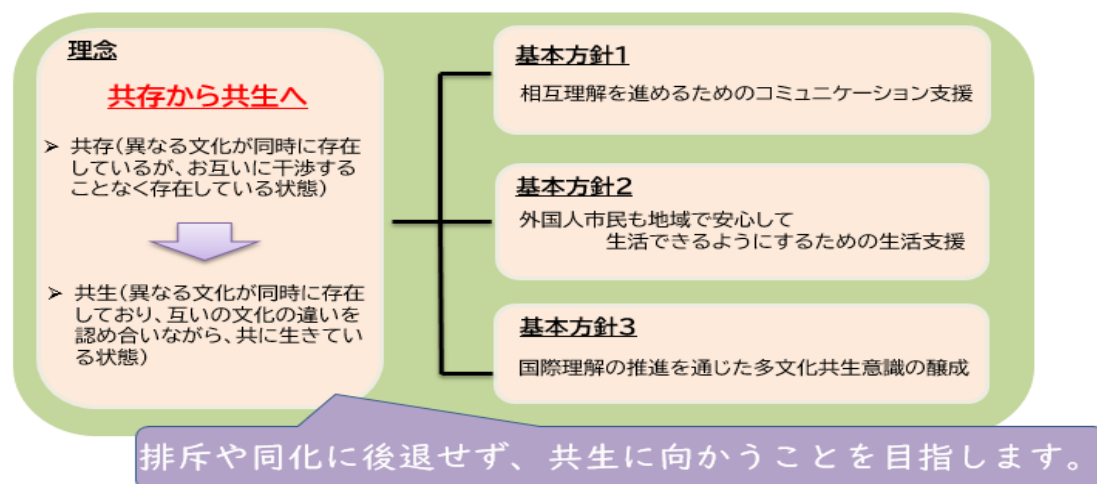 理念
共存から共生へ
➢ 共存(異なる文化が同時に存在
しているが、お互いに干渉する
ことなく存在している状態)
➢ 共生(異なる文化が同時に存在
しており、互いの文化の違いを
認め合いながら、共に生きてい
る状態)
基本方針1
相互理解を進めるためのコミュニケーション支援
基本方針2
外国人市民も地域で安心して
生活できるようにするための生活支援
基本方針3
国際理解の推進を通じた多文化共生意識の醸成
排斥や同化に後退せず、共生に向かうことを目指します。